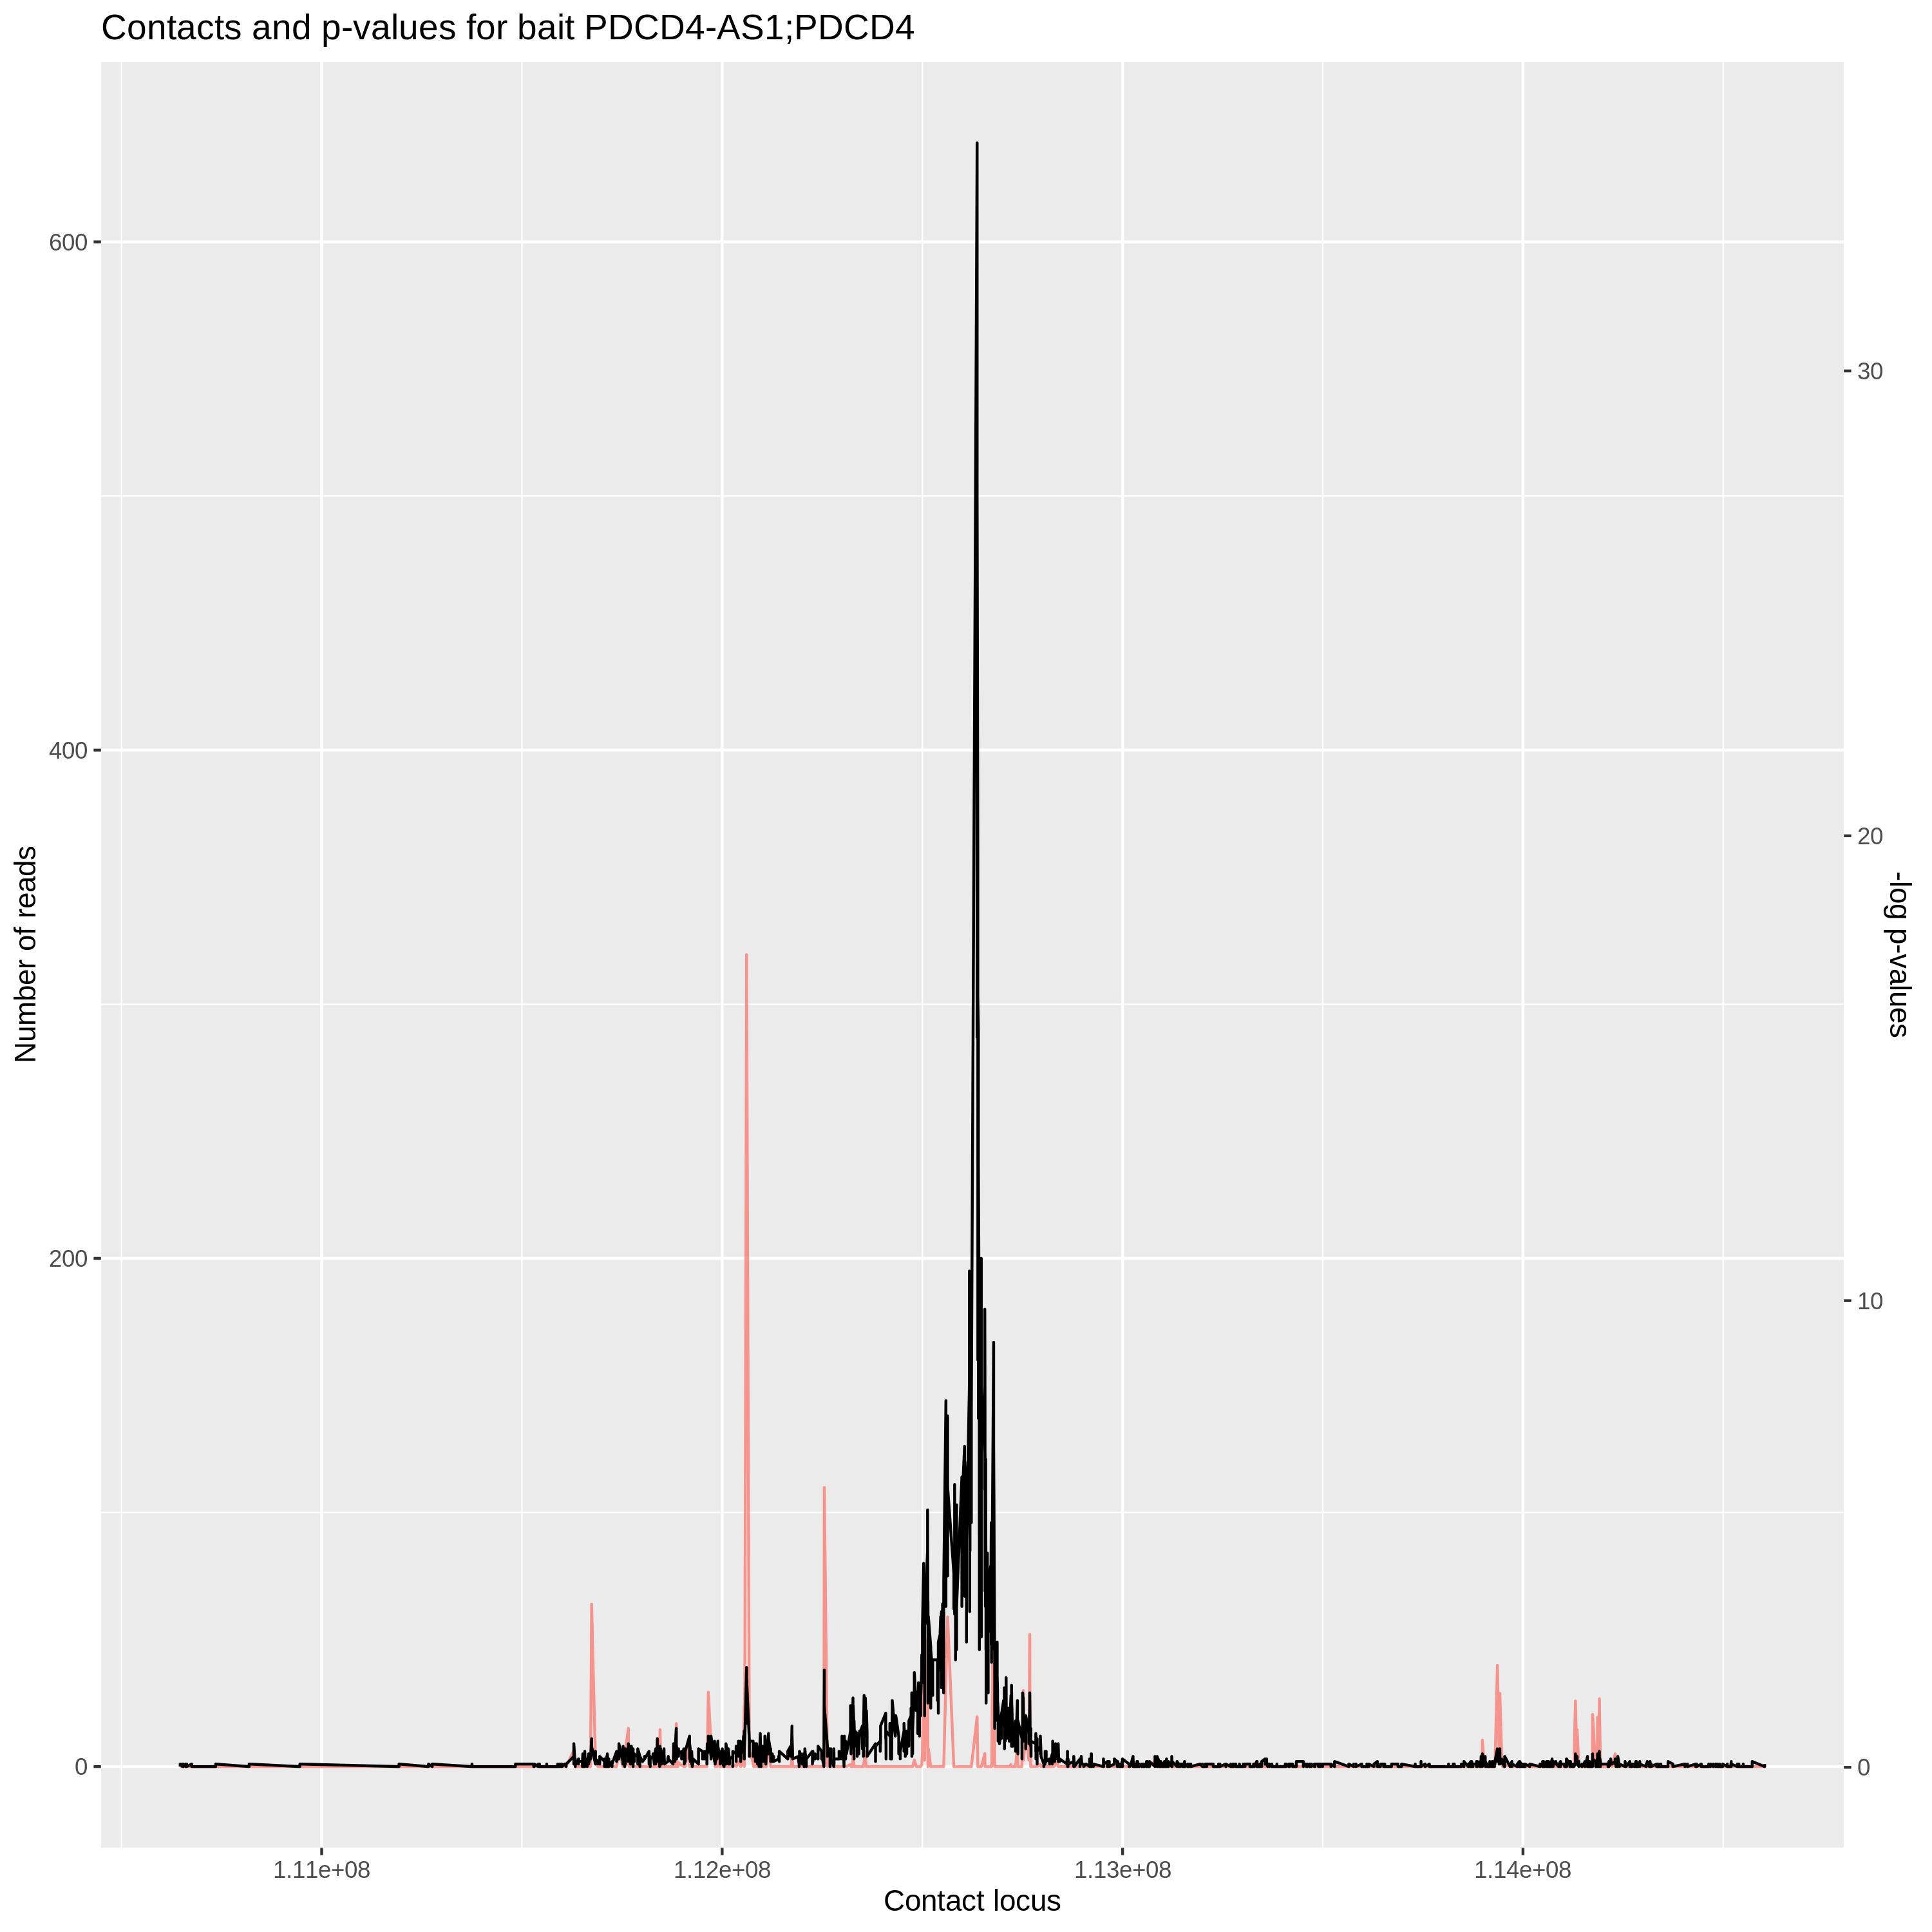 Contacts and p-values for bait PDCD4-AS1;PDCD4
600
400
200
0
30
20
10
0
Number of reads
-log p-values
1.11e+08
1.12e+08
1.13e+08
1.14e+08
Contact locus